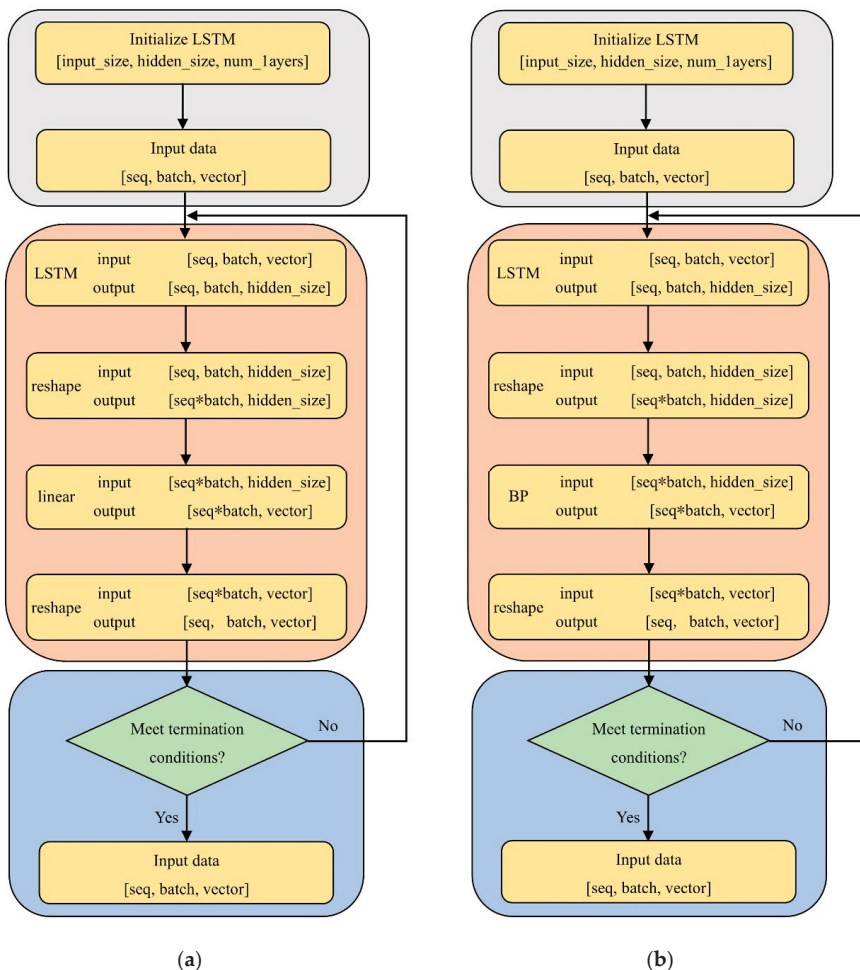 Initialize LSTM
[input_size, hidden_size, num_1ayers]
Input data
[seq, batch, vector]
LSTM input [seq, batch, vector]
output [seq, batch, hidden_size]
reshape input [seq, batch, hidden_size]
output [seq*batch, hidden_size]
linear input [seq*batch, hidden_size]
output [seq*batch, vector]
reshape input [seq*batch, vector]
output [seq, batch, vector]
Meet termination
conditions?
No
Yes
Input data
[seq, batch, vector]
(a)
Initialize LSTM
[input_size, hidden_size, num_1ayers]
Input data
[seq, batch, vector]
LSTM input [seq, batch, vector]
output [seq, batch, hidden_size]
reshape input [seq, batch, hidden_size]
output [seq*batch, hidden_size]
BP input [seq*batch, hidden_size]
output [seq*batch, vector]
reshape input [seq*batch, vector]
output [seq, batch, vector]
Meet termination
conditions?
No
Yes
Input data
[seq, batch, vector]
(b)